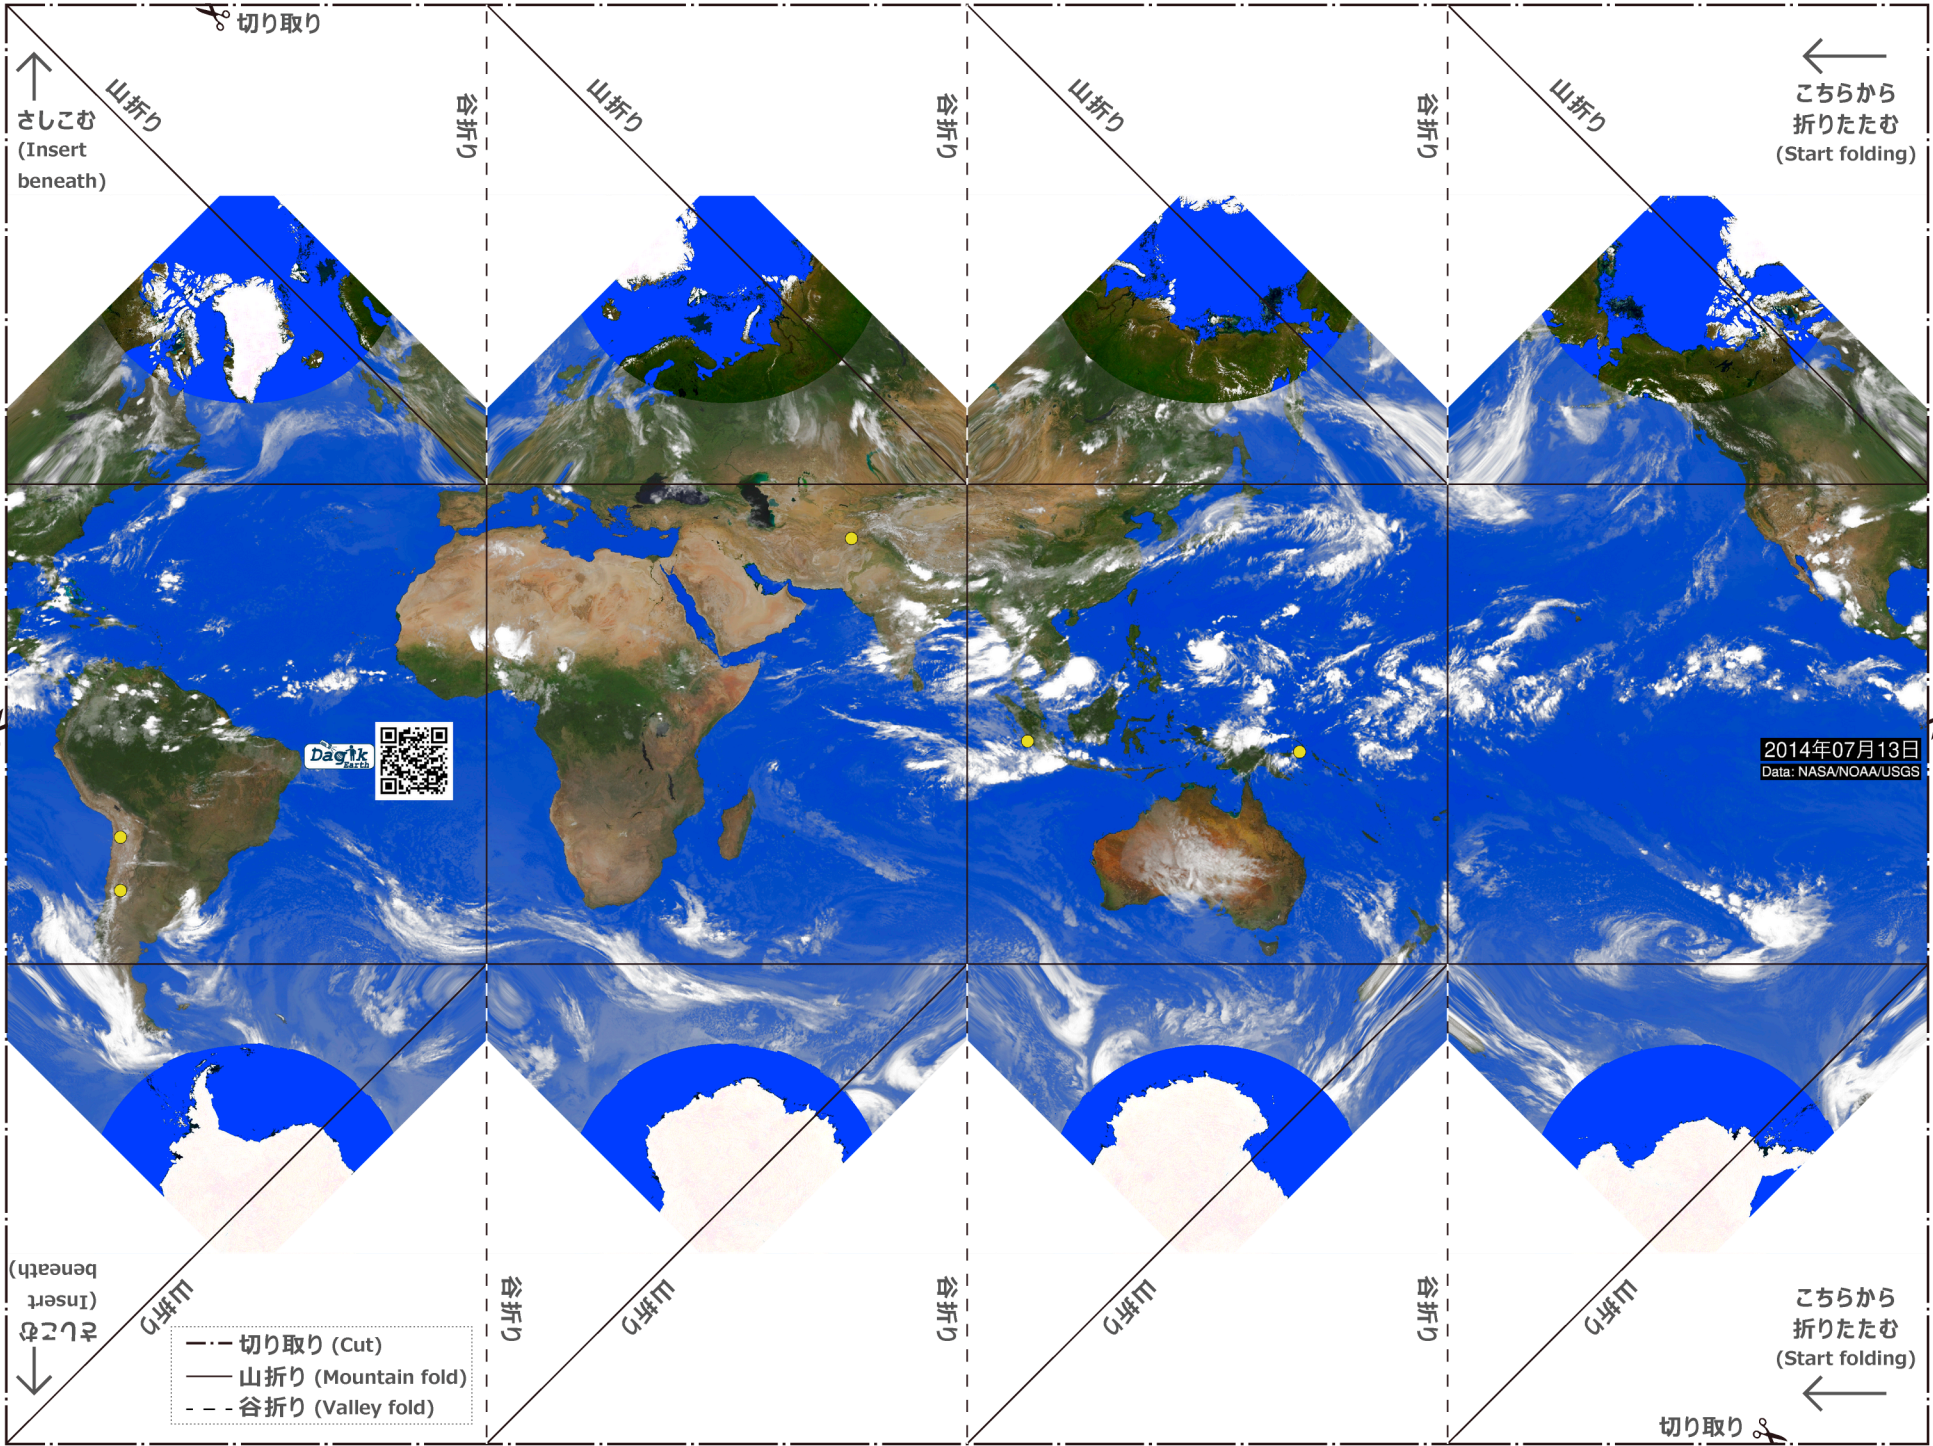 切り取り
さしこむ
(Insert
beneath)
山折り
谷折り
山折り
谷折り
山折り
谷折り
山折り
こちらから
折りたたむ
(Start folding)
Dagik
Earth
2014年07月13日
Data: NASA/NOAA/USGS
さしこむ
(Insert
beneath)
山折り
谷折り
山折り
谷折り
山折り
谷折り
山折り
こちらから
折りたたむ
(Start folding)
切り取り (Cut)
山折り (Mountain fold)
谷折り (Valley fold)
切り取り